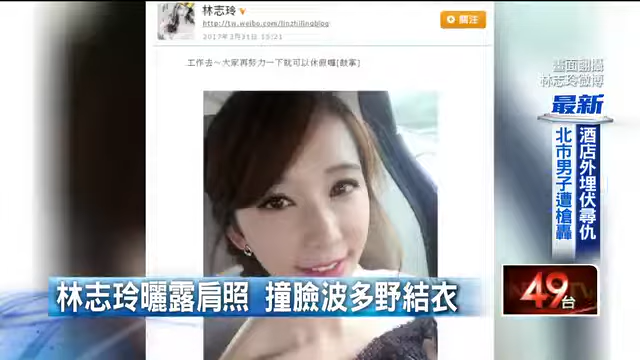 林志玲
http://tw.weibo.com/linzhilingblog
關注
2017年3月31日 15:21
工作去～大家再努力一下就可以休假囉[鼓掌]
畫面翻攝
林志玲微博
最新
酒店外埋伏尋仇
北市男子遭槍轟
林志玲曬露肩照 撞臉波多野結衣
49台